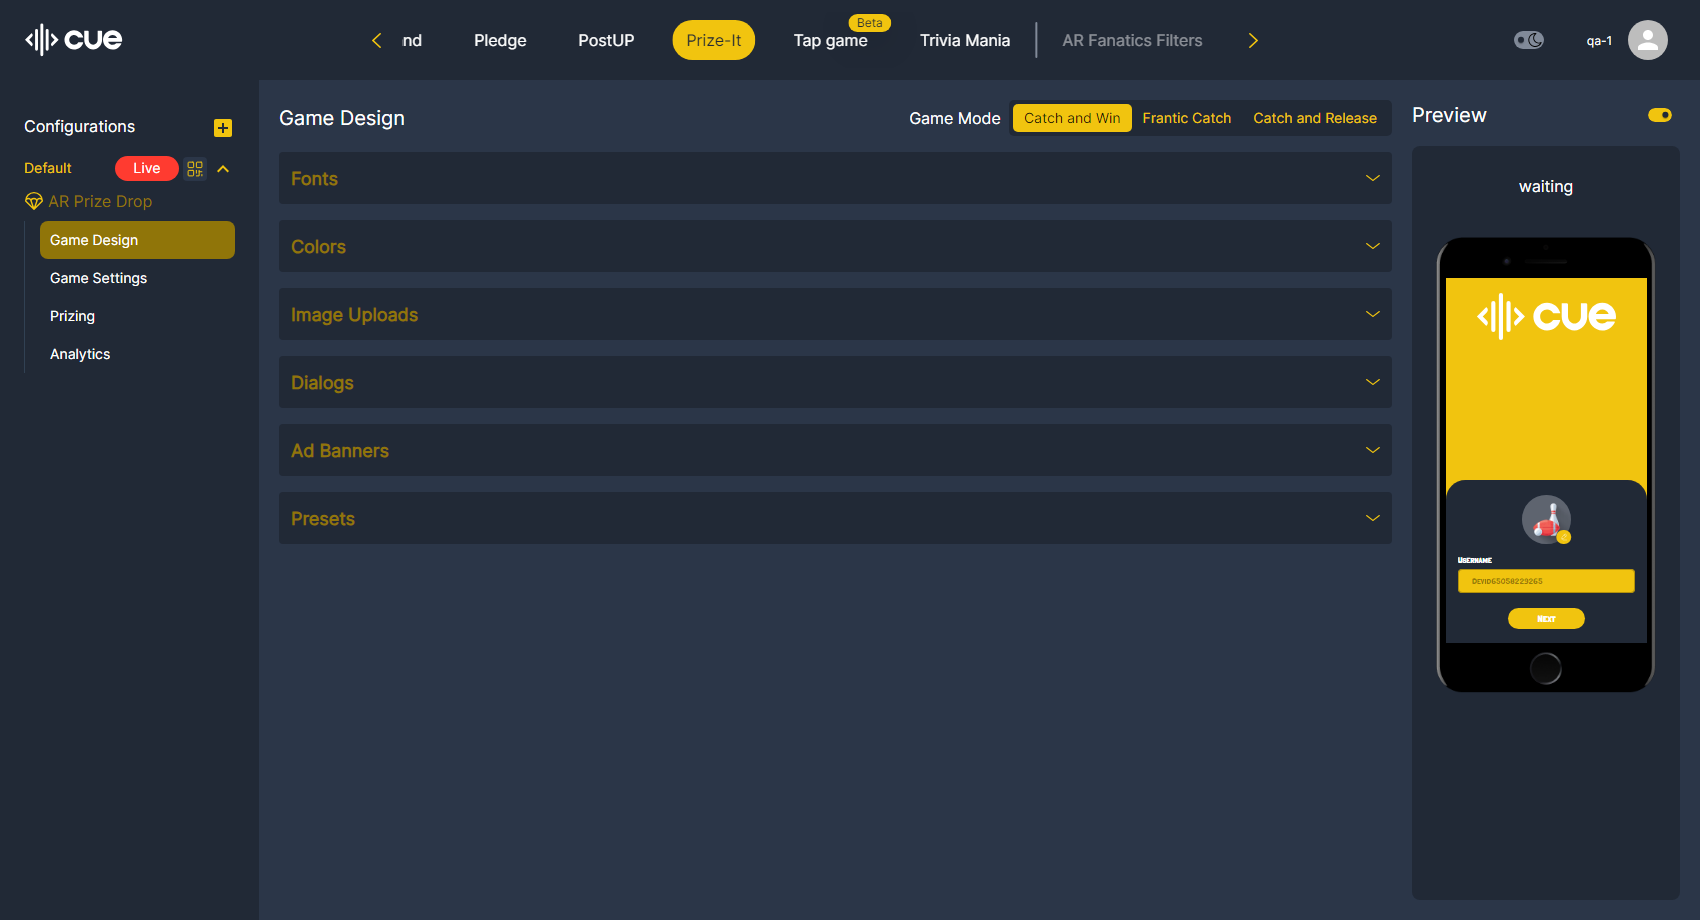 cue
nd
Pledge
PostUP
Prize-It
Beta
Tap game
Trivia Mania
AR Fanatics Filters
qa-1
Configurations
Default
Live
AR Prize Drop
Game Design
Game Settings
Prizing
Analytics
Game Design
Game Mode
Catch and Win
Frantic Catch
Catch and Release
Fonts
Colors
Image Uploads
Dialogs
Ad Banners
Presets
Preview
waiting
cue
Username
Devid65058223265
Next